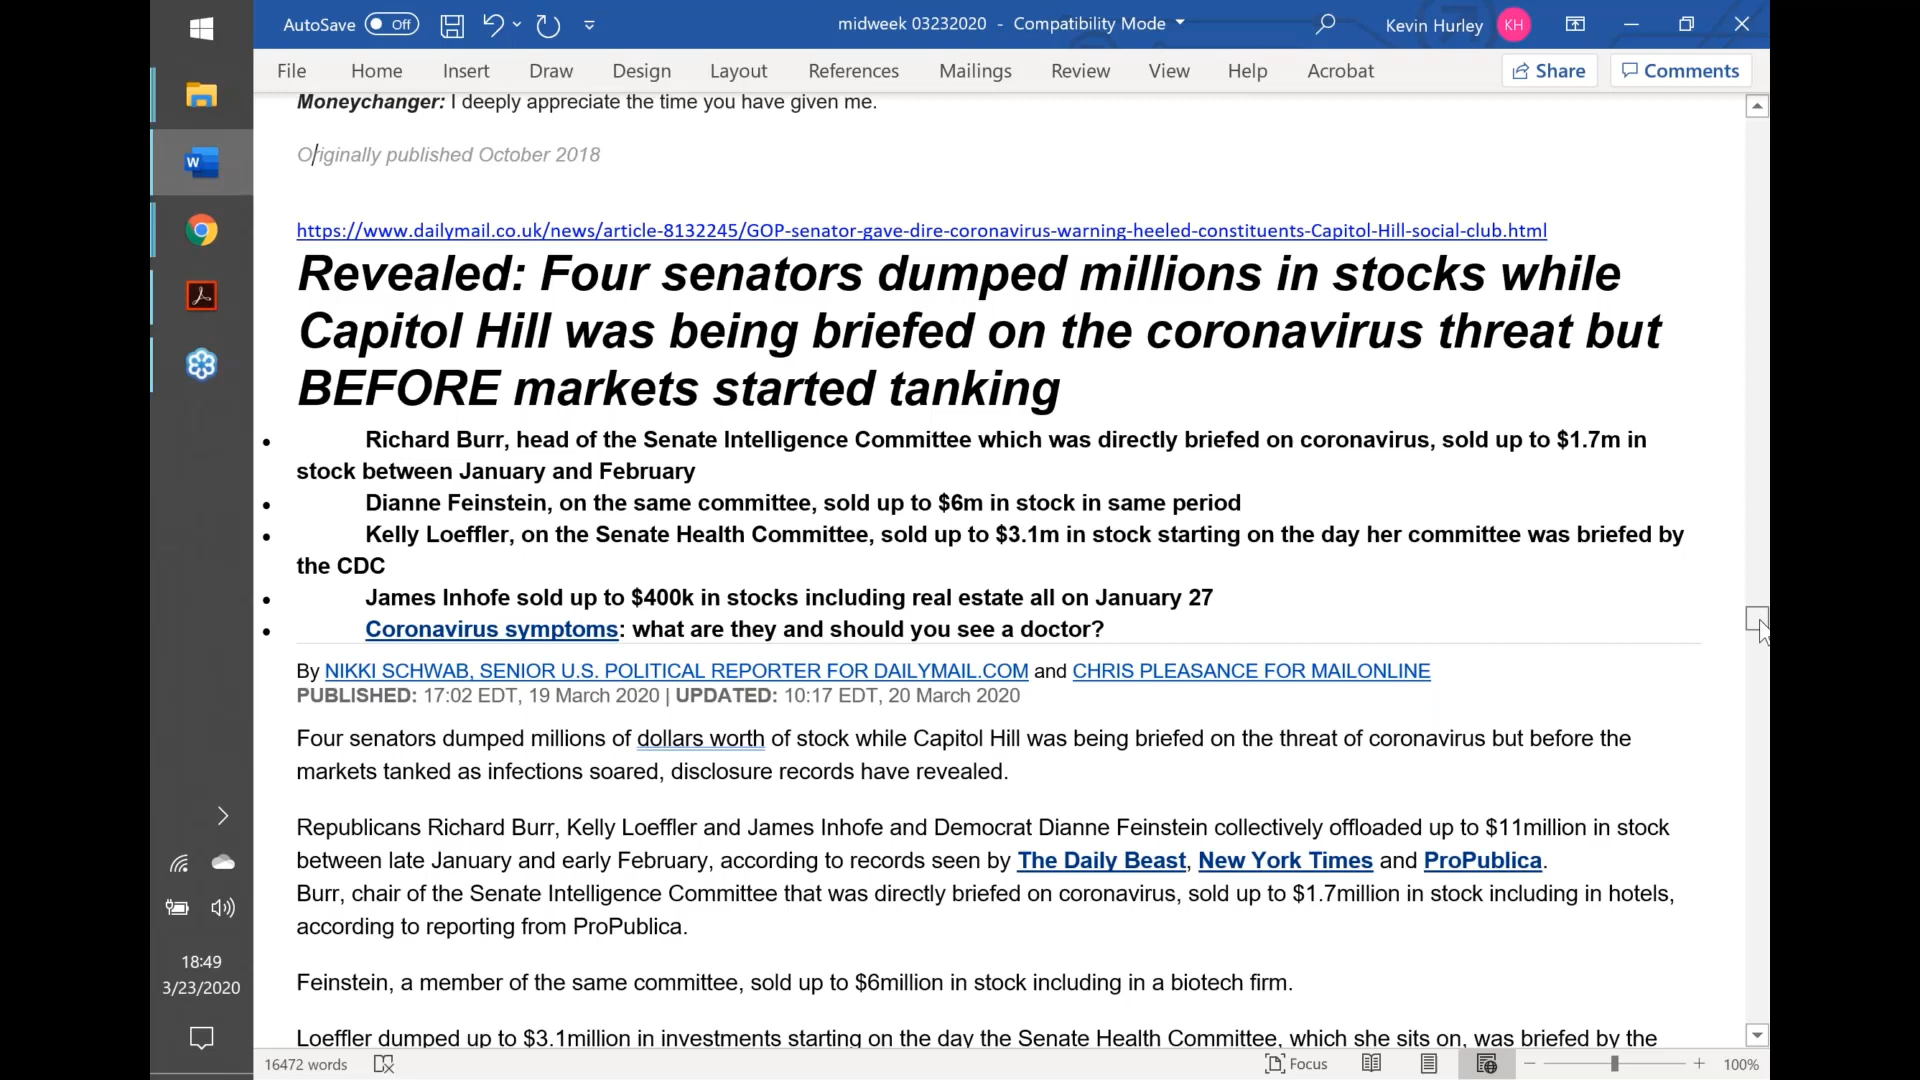 AutoSave Off midweek 03232020 - Compatibility Mode Kevin Hurley KH
File Home Insert Draw Design Layout References Mailings Review View Help Acrobat Share Comments
Moneychanger: I deeply appreciate the time you have given me.
Originally published October 2018
https://www.dailymail.co.uk/news/article-8132245/GOP-senator-gave-dire-coronavirus-warning-heeled-constituents-Capitol-Hill-social-club.html
Revealed: Four senators dumped millions in stocks while
Capitol Hill was being briefed on the coronavirus threat but
BEFORE markets started tanking
• Richard Burr, head of the Senate Intelligence Committee which was directly briefed on coronavirus, sold up to $1.7m in
stock between January and February
• Dianne Feinstein, on the same committee, sold up to $6m in stock in same period
• Kelly Loeffler, on the Senate Health Committee, sold up to $3.1m in stock starting on the day her committee was briefed by
the CDC
• James Inhofe sold up to $400k in stocks including real estate all on January 27
• Coronavirus symptoms: what are they and should you see a doctor?
By NIKKI SCHWAB, SENIOR U.S. POLITICAL REPORTER FOR DAILYMAIL.COM and CHRIS PLEASANCE FOR MAILONLINE
PUBLISHED: 17:02 EDT, 19 March 2020 | UPDATED: 10:17 EDT, 20 March 2020
Four senators dumped millions of dollars worth of stock while Capitol Hill was being briefed on the threat of coronavirus but before the
markets tanked as infections soared, disclosure records have revealed.
Republicans Richard Burr, Kelly Loeffler and James Inhofe and Democrat Dianne Feinstein collectively offloaded up to $11million in stock
between late January and early February, according to records seen by The Daily Beast, New York Times and ProPublica.
Burr, chair of the Senate Intelligence Committee that was directly briefed on coronavirus, sold up to $1.7million in stock including in hotels,
according to reporting from ProPublica.
Feinstein, a member of the same committee, sold up to $6million in stock including in a biotech firm.
Loeffler dumped up to $3.1million in investments starting on the day the Senate Health Committee, which she sits on, was briefed by the
18:49
3/23/2020
16472 words Focus 100%